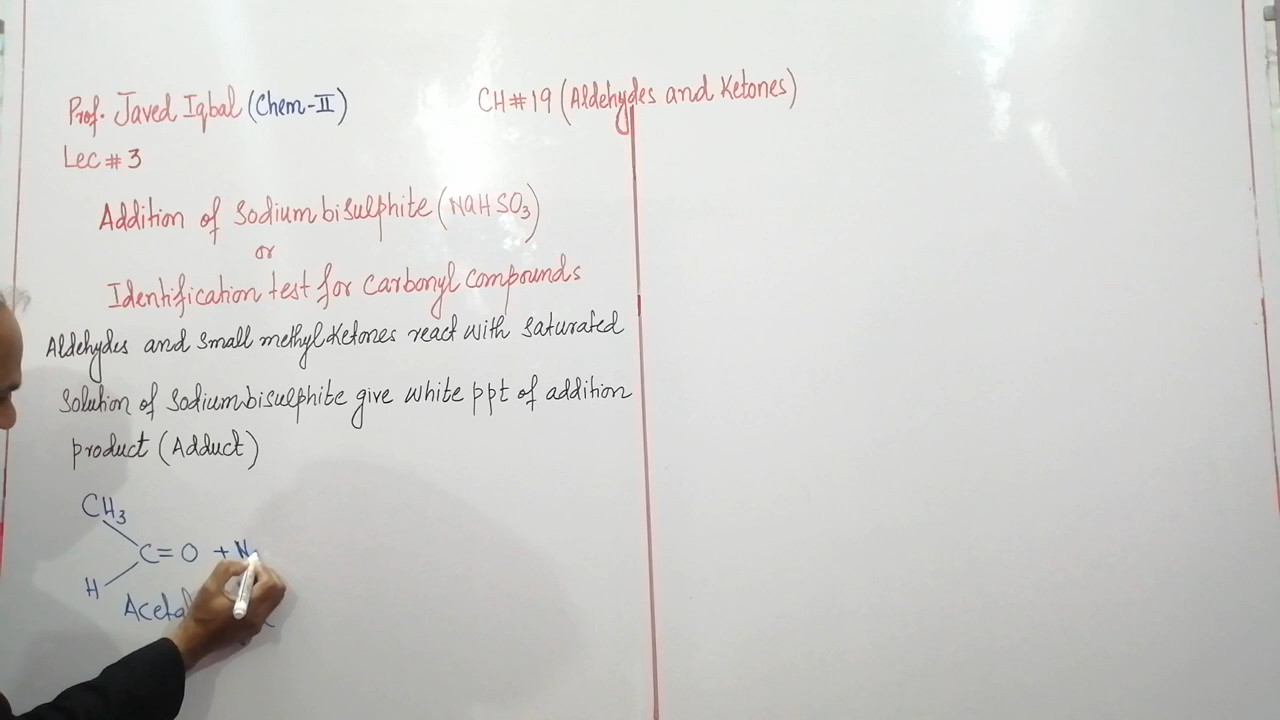 Prof. Javed Iqbal (Chem-II)
CH # 19 (Aldehydes and Ketones)
Lec # 3
Addition of Sodium bisulphite (NaHSO3)
or
Identification test for Carbonyl compounds
Aldehydes and small methyl Ketones react with saturated
solution of Sodium bisulphite give white ppt of addition
product (Adduct)
CH3
C=O + N
H